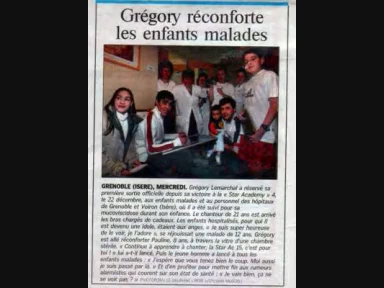 Grégory réconforte
les enfants malades
GRENOBLE (ISERE), MERCREDI. Grégory Lemarchal a réservé sa
première sortie officielle depuis sa victoire à la « Star Academy » 4,
le 22 décembre, aux enfants malades et au personnel des hôpitaux
de Grenoble et Voiron (Isère), où il a été suivi pour sa
mucoviscidose durant son enfance. Le chanteur de 21 ans est arrivé
les bras chargés de cadeaux. Les enfants hospitalisés, pour qui il
est devenu une idole, étaient aux anges. « Je suis super heureuse
de le voir, je l'adore », se réjouissait une malade de 12 ans. Grégory
est allé réconforter Pauline, 9 ans, à travers la vitre d'une chambre
stérile. « Continue à apprendre à chanter, la Star Ac 15, c'est pour
toi ! » lui a-t-il lancé. Puis le jeune homme a lancé à tous les
enfants malades : « J'espère que vous tenez bien le coup. Moi aussi
je suis passé par là. » Et d'en profiter pour mettre fin aux rumeurs
alarmistes qui courent sur son état de santé : « Je vais bien, ça ne
se voit pas ? »